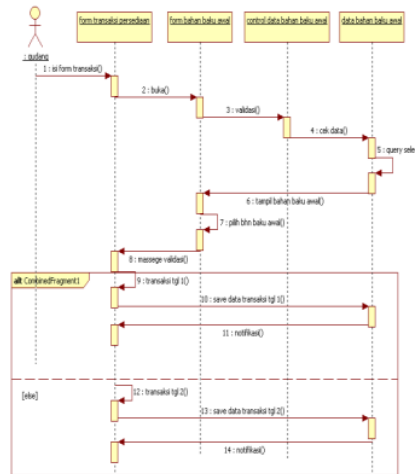 form transaksi persediaan
form bahan baku awal
control data bahan baku awal
data bahan baku awal
: gudang
1 : isi form transaksi()
2 : buka()
3 : validasi()
4 : cek data()
5 : query sele
6 : tampil bahan baku awal()
7 : pilih bhn baku awal()
8 : massege validasi()
alt CombinedFragment1
9 : transaksi tgl 1()
10 : save data transaksi tgl 1()
11 : notifikasi()
[else]
12 : transaksi tgl 2()
13 : save data transaksi tgl 2()
14 : notifikasi()